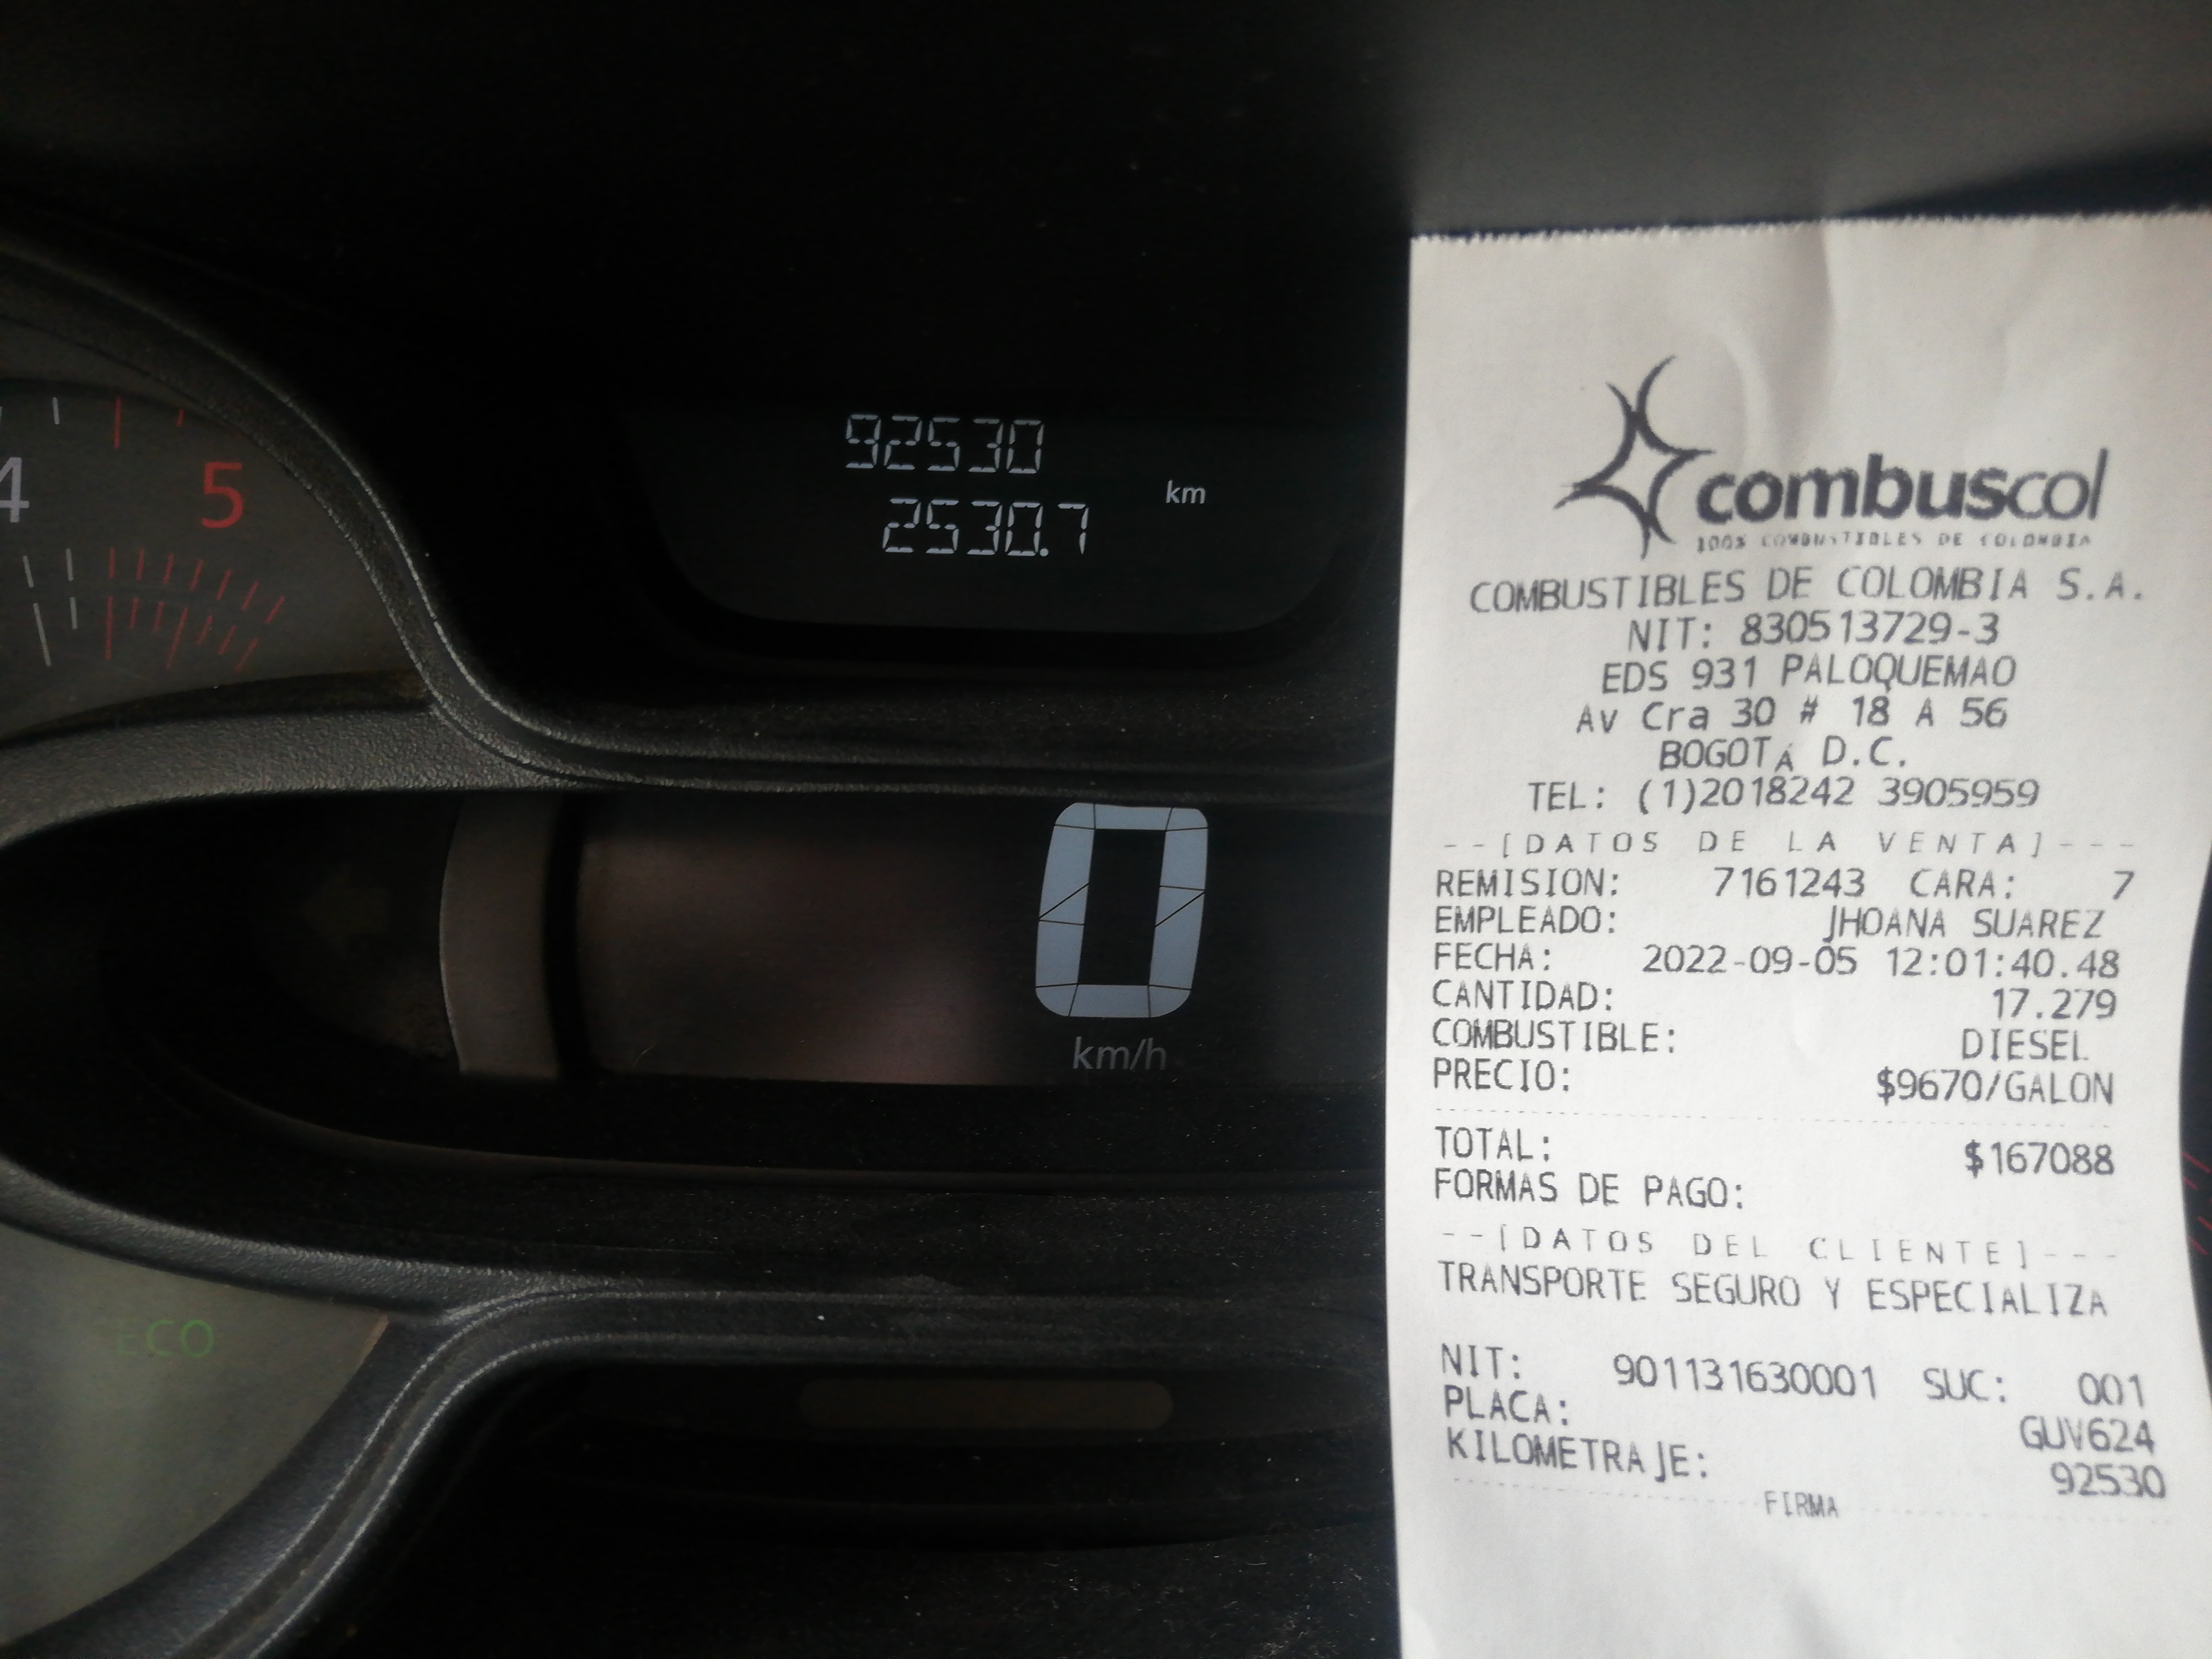 4
5
92530
km
2530.7
0
km/h
ECO
combuscol
100% COMBUSTIBLES DE COLOMBIA
COMBUSTIBLES DE COLOMBIA S.A.
NIT: 830513729-3
EDS 931 PALOQUEMAO
Av Cra 30 # 18 A 56
BOGOTÁ D.C.
TEL: (1)2018242 3905959
--[DATOS DE LA VENTA]---
REMISION: 7161243 CARA: 7
EMPLEADO: JHOANA SUAREZ
FECHA: 2022-09-05 12:01:40.48
CANTIDAD: 17.279
COMBUSTIBLE: DIESEL
PRECIO: $9670/GALON
TOTAL: $167088
FORMAS DE PAGO:
--[DATOS DEL CLIENTE]---
TRANSPORTE SEGURO Y ESPECIALIZA
NIT: 901131630001 SUC: 001
PLACA: GUV624
KILOMETRAJE: 92530
FIRMA